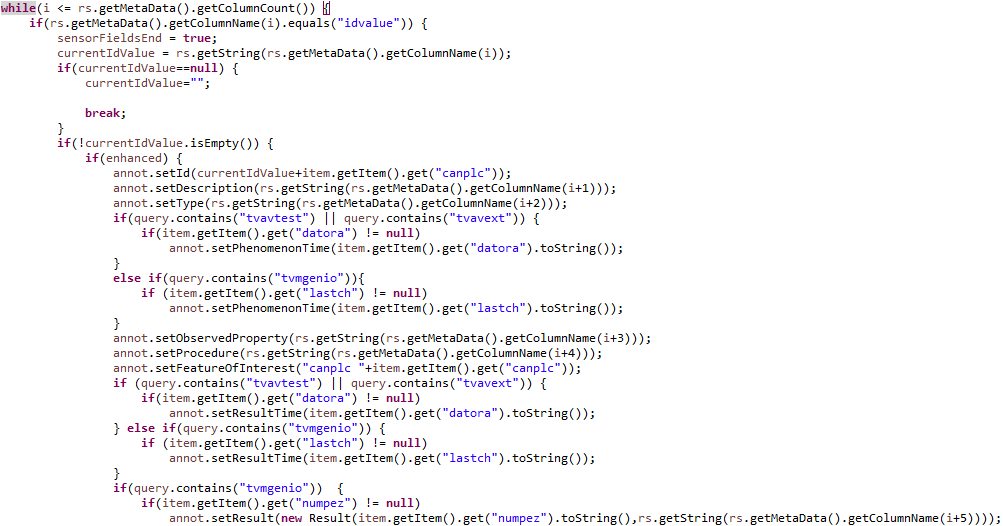 while(i <= rs.getMetaData().getColumnCount()) {
if(rs.getMetaData().getColumnName(i).equals("idvalue")) {
sensorFieldsEnd = true;
currentIdValue = rs.getString(rs.getMetaData().getColumnName(i));
if(currentIdValue==null) {
currentIdValue="";
break;
}
if(!currentIdValue.isEmpty()) {
if(enhanced) {
annot.setId(currentIdValue+item.getItem().get("canplc"));
annot.setDescription(rs.getString(rs.getMetaData().getColumnName(i+1)));
annot.setType(rs.getString(rs.getMetaData().getColumnName(i+2)));
if(query.contains("tvavtest") || query.contains("tvavext")) {
if(item.getItem().get("datora") != null)
annot.setPhenomenonTime(item.getItem().get("datora").toString());
}
else if(query.contains("tvmgenio")){
if (item.getItem().get("lastch") != null)
annot.setPhenomenonTime(item.getItem().get("lastch").toString());
}
annot.setObservedProperty(rs.getString(rs.getMetaData().getColumnName(i+3)));
annot.setProcedure(rs.getString(rs.getMetaData().getColumnName(i+4)));
annot.setFeatureOfInterest("canplc "+item.getItem().get("canplc"));
if (query.contains("tvavtest") || query.contains("tvavext")) {
if(item.getItem().get("datora") != null)
annot.setResultTime(item.getItem().get("datora").toString());
} else if(query.contains("tvmgenio")) {
if (item.getItem().get("lastch") != null)
annot.setResultTime(item.getItem().get("lastch").toString());
}
if(query.contains("tvmgenio"))  {
if(item.getItem().get("numpez") != null)
annot.setResult(new Result(item.getItem().get("numpez").toString(),rs.getString(rs.getMetaData().getColumnName(i+5))));